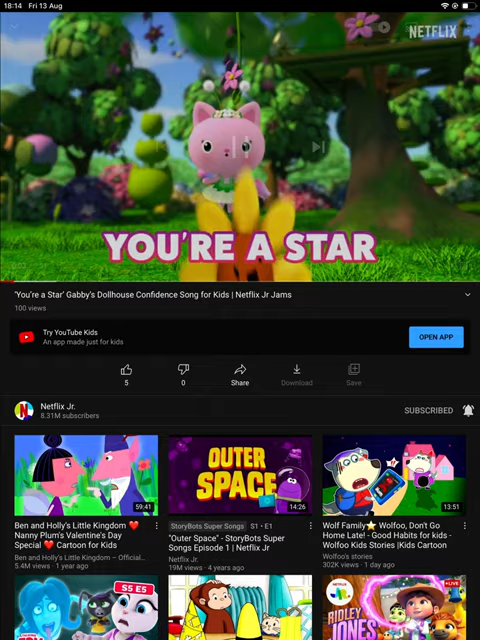 18:14 Fri 13 Aug
NETFLIX
YOU'RE A STAR
'You're a Star' Gabby's Dollhouse Confidence Song for Kids | Netflix Jr Jams
100 views
Try YouTube Kids
An app made just for kids
OPEN APP
5
0
Share
Download
Save
N
Netflix Jr.
8.31M subscribers
SUBSCRIBED
59:41
OUTER
SPACE
14:26
13:51
Ben and Holly's Little Kingdom ❤️
Nanny Plum's Valentine's Day
Special ❤️ Cartoon for Kids
Ben and Holly's Little Kingdom – Official...
5.4M views · 1 year ago
StoryBots Super Songs S1 · E1
"Outer Space" - StoryBots Super
Songs Episode 1 | Netflix Jr
Netflix Jr.
19M views · 4 years ago
Wolf Family⭐ Wolfoo, Don't Go
Home Late! - Good Habits for kids -
Wolfoo Kids Stories |Kids Cartoon
Wolfoo's stories
302K views · 1 day ago
S5 E5
NETFLIX
LIVE
RIDLEY
JONES